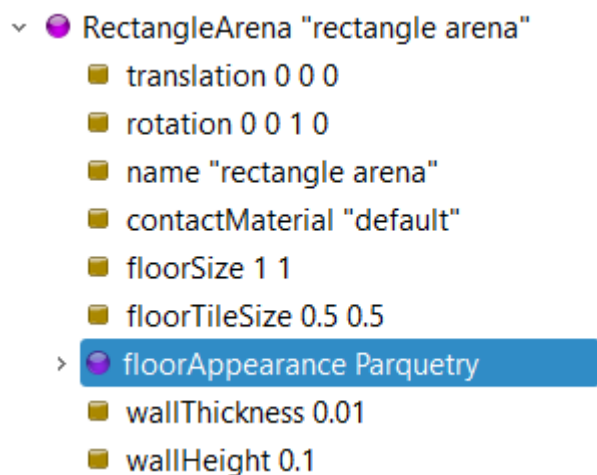 RectangleArena "rectangle arena"
translation 0 0 0
rotation 0 0 1 0
name "rectangle arena"
contactMaterial "default"
floorSize 1 1
floorTileSize 0.5 0.5
floorAppearance Parquetry
wallThickness 0.01
wallHeight 0.1